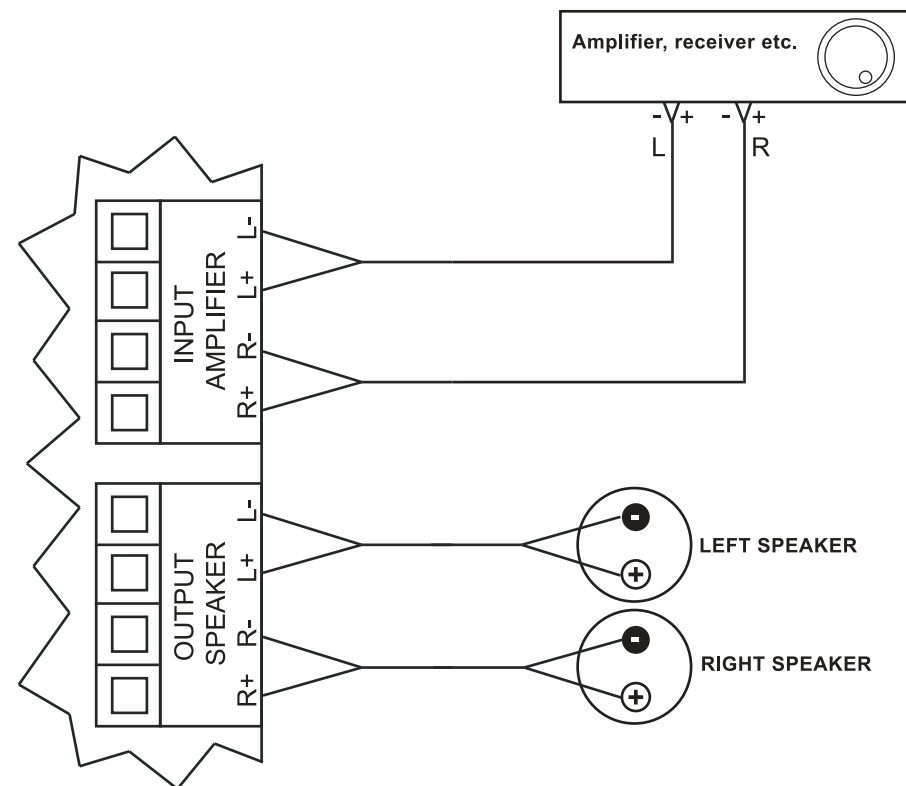 Amplifier, receiver etc.
- + - +
L R
INPUT
AMPLIFIER
L-
L+
R-
R+
OUTPUT
SPEAKER
L-
L+
R-
R+
-
+
LEFT SPEAKER
-
+
RIGHT SPEAKER